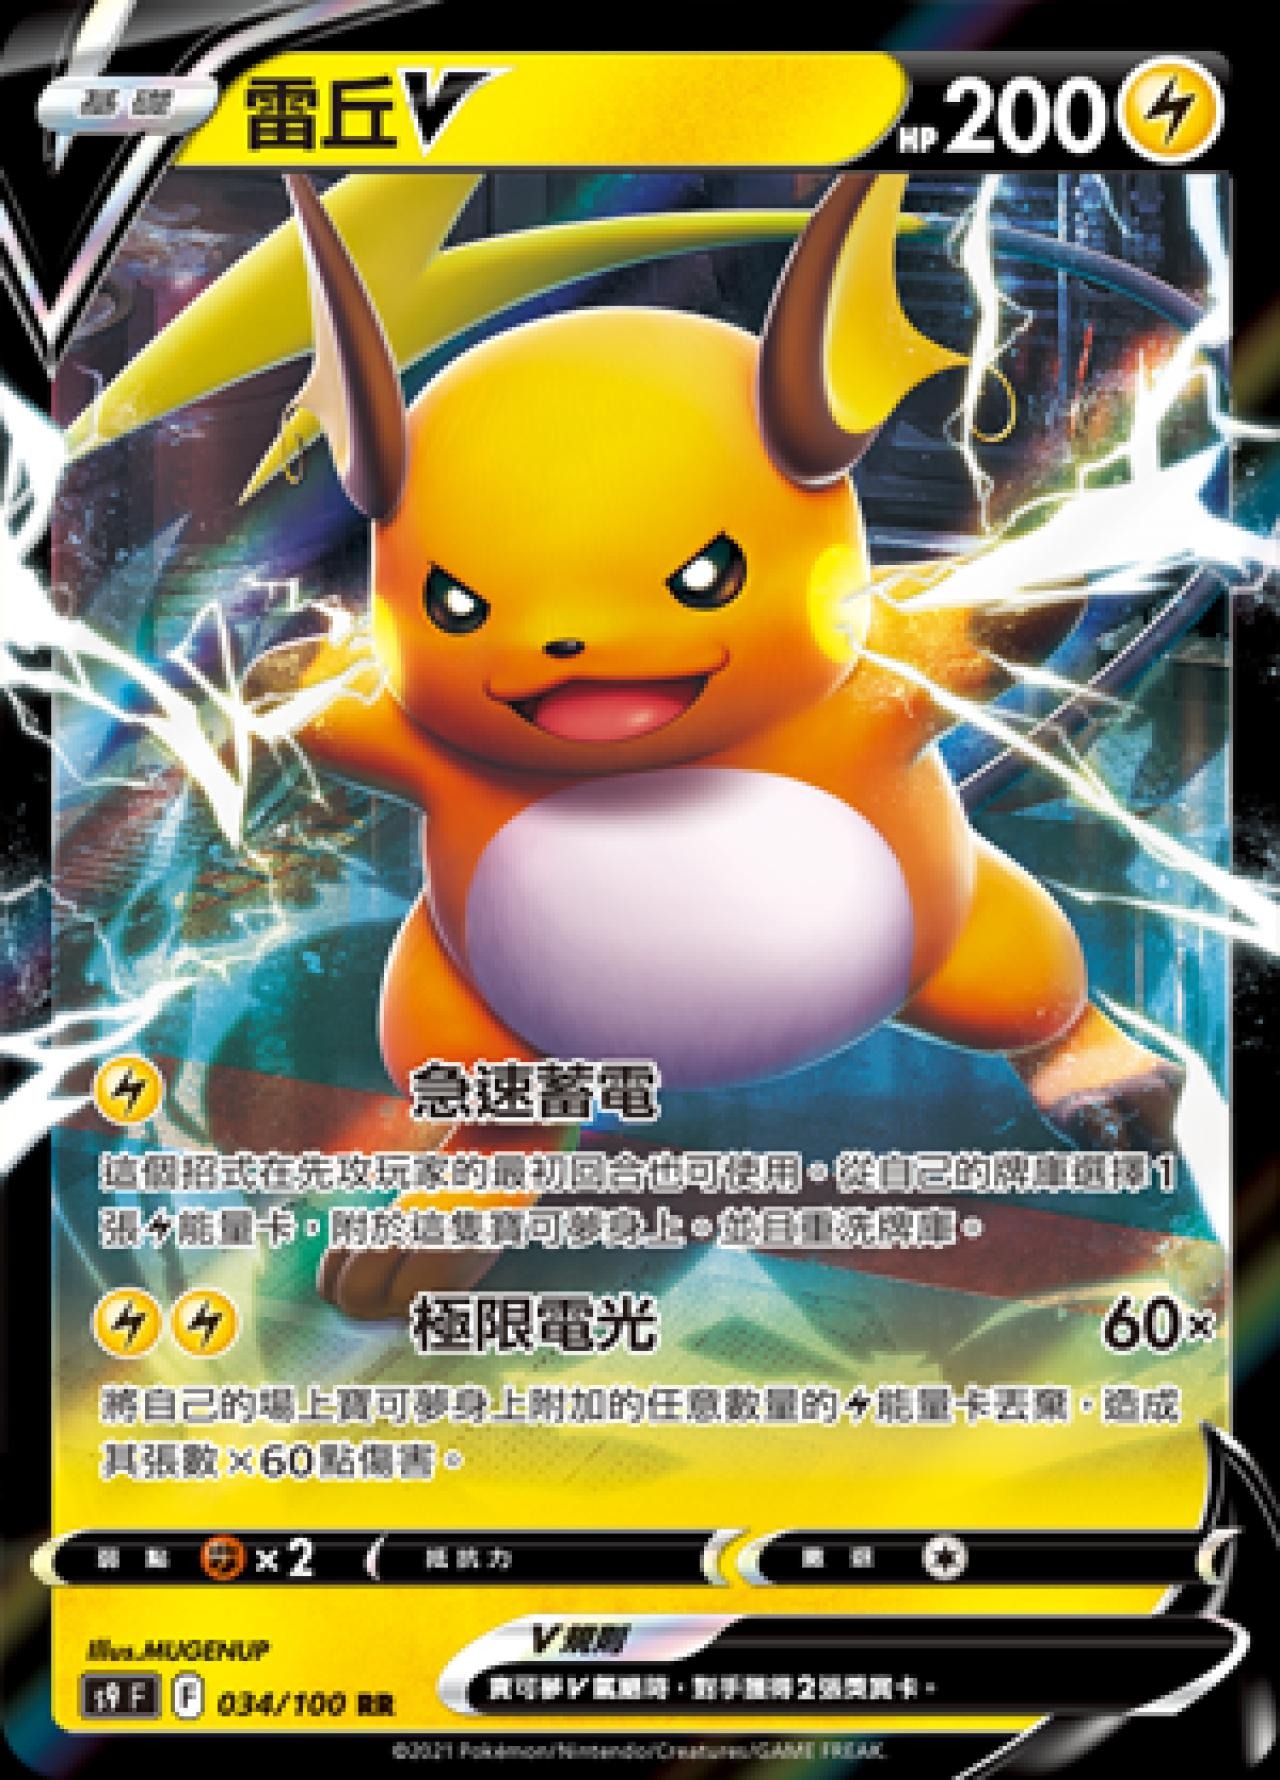 基礎 雷丘V HP 200
急速蓄電
這個招式在先攻玩家的最初回合也可使用。從自己的牌庫選擇1
張能量卡,附於這隻寶可夢身上。並且重洗牌庫。
極限電光 60×
將自己的場上寶可夢身上附加的任意數量的能量卡丟棄,造成
其張數×60點傷害。
弱點 ×2 抵抗力 撤退
Illus.MUGENUP
V規則
寶可夢V氣絕時,對手獲得2張獎賞卡。
s9 F F 034/100 RR
©2021 Pokémon/Nintendo/Creatures/GAME FREAK.